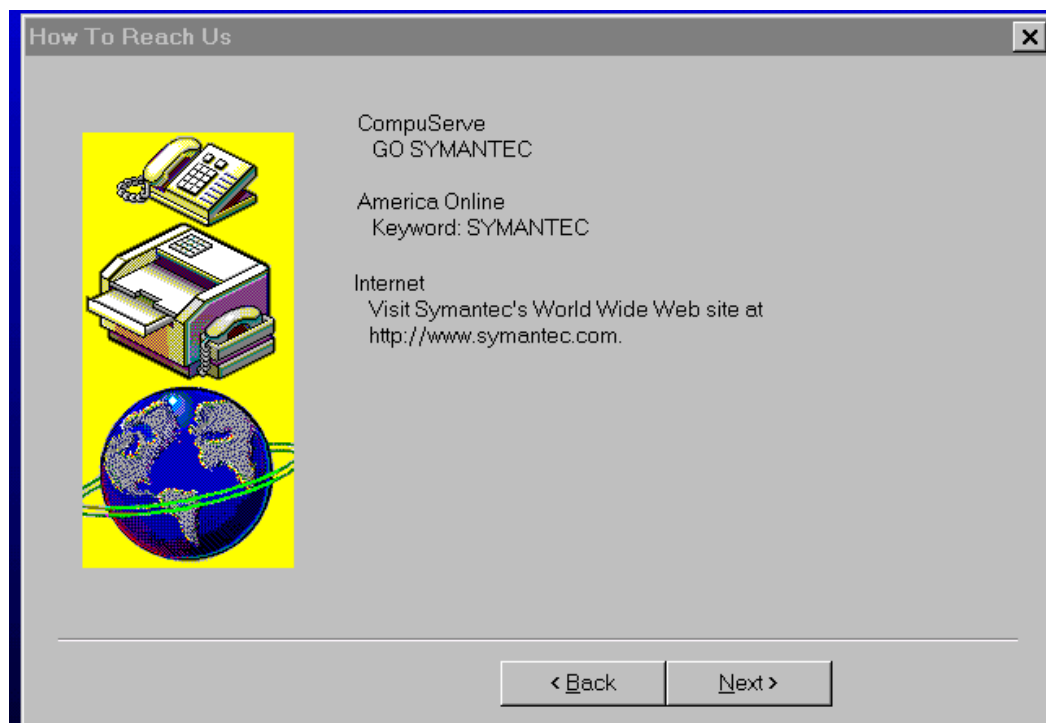 How To Reach Us
CompuServe
GO SYMANTEC
America Online
Keyword: SYMANTEC
Internet
Visit Symantec's World Wide Web site at
http://www.symantec.com.
< Back
Next >